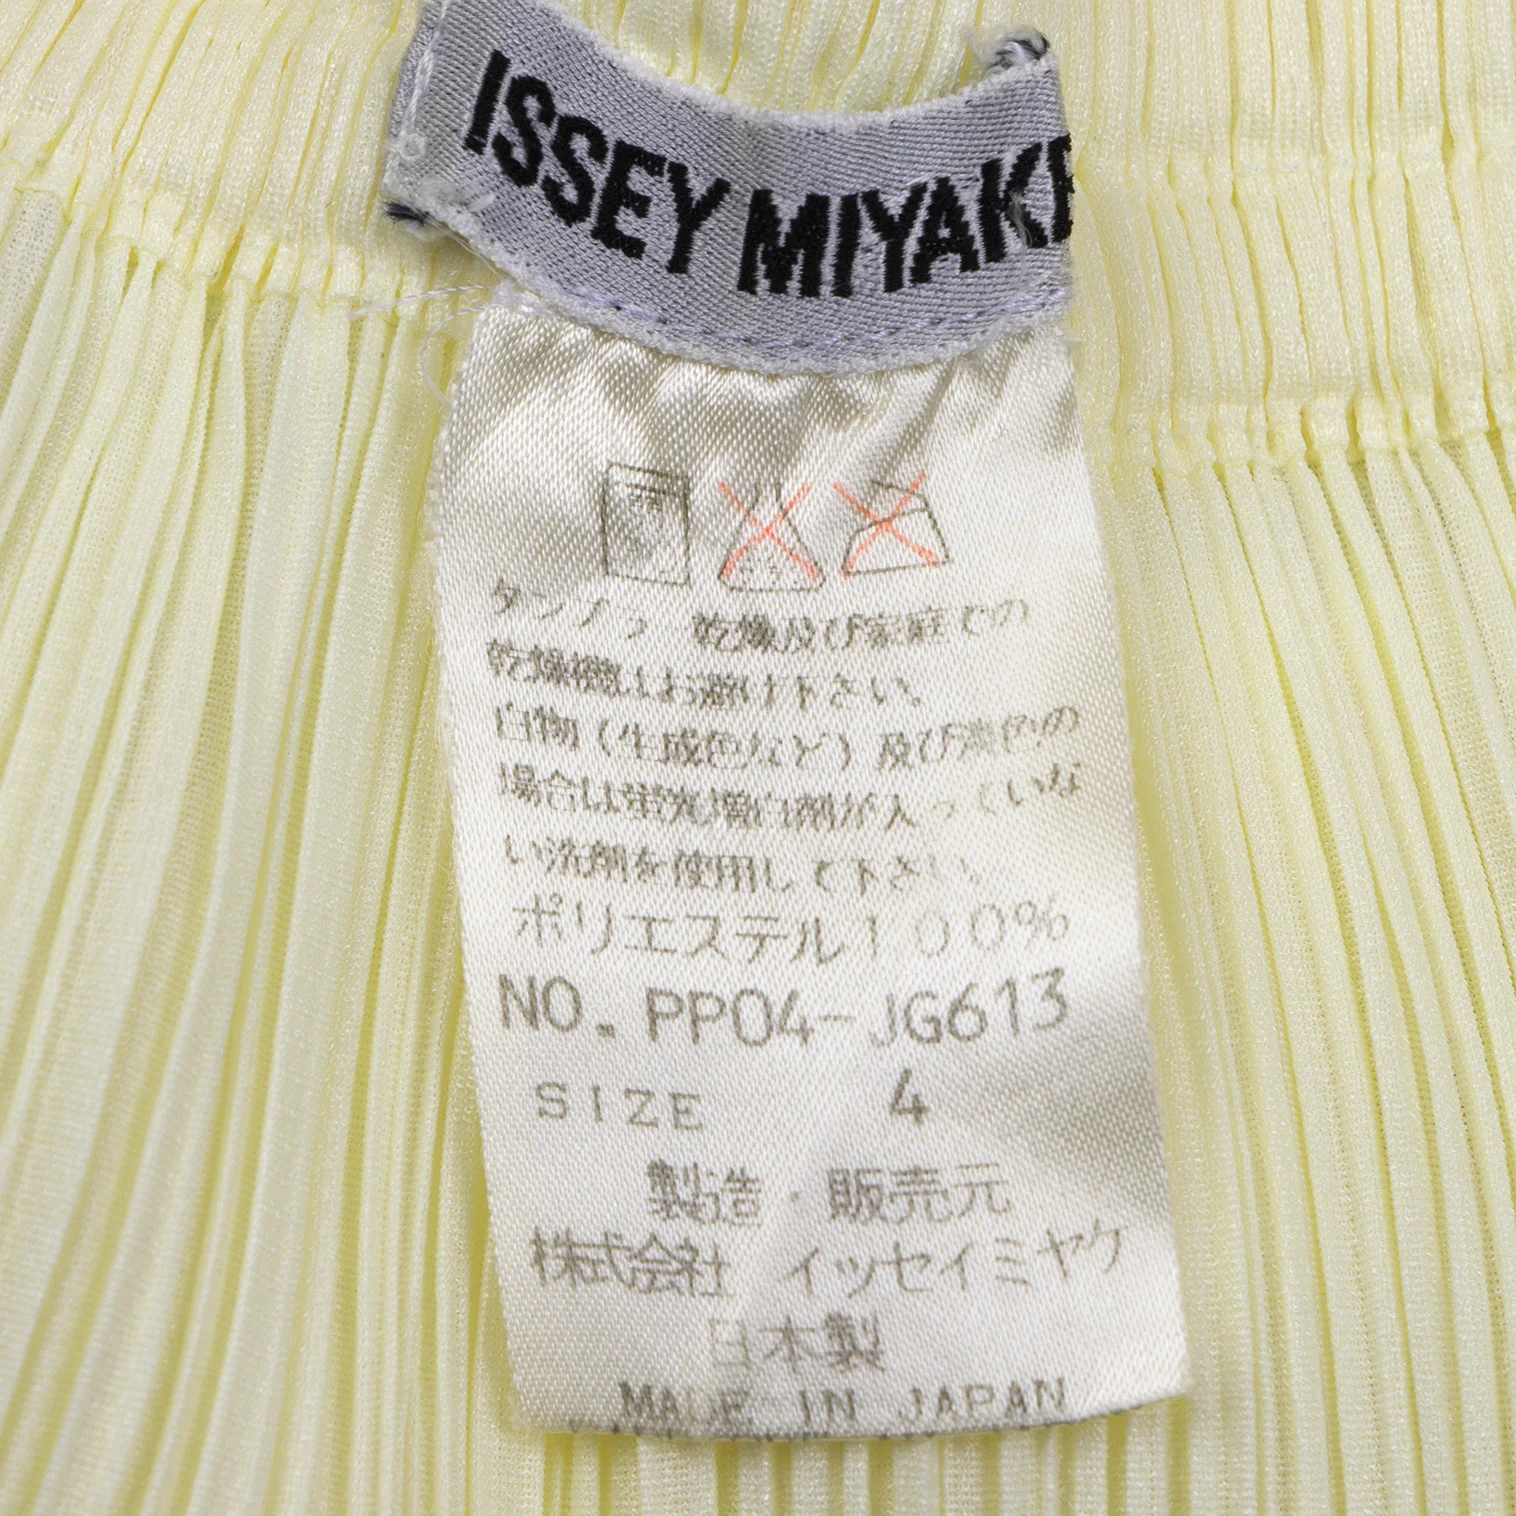 ISSEY MIYAKE
タンブラー乾燥及び家庭での
乾燥機はお避け下さい。
白物(生成色など)及び淡色の
場合は蛍光増白剤が入っていな
い洗剤を使用して下さい。
ポリエステル100%
NO. PP04-JG613
SIZE 4
製造・販売元
株式会社 イッセイミヤケ
日本製
MADE IN JAPAN